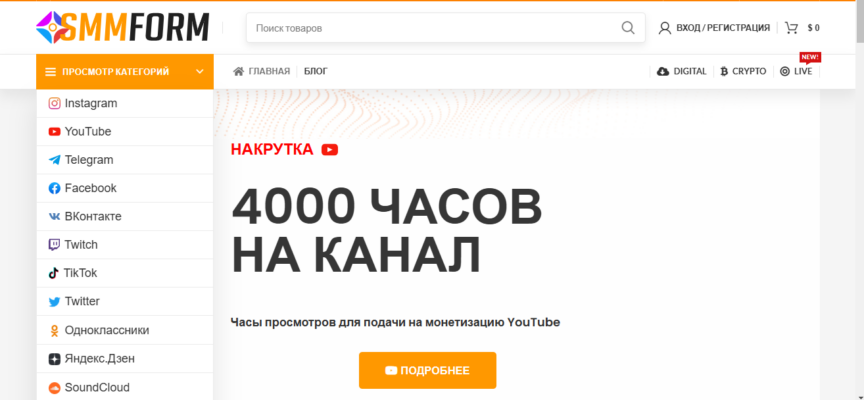 SMMFORM
Поиск товаров
ВХОД / РЕГИСТРАЦИЯ
$ 0
ПРОСМОТР КАТЕГОРИЙ
ГЛАВНАЯ
БЛОГ
DIGITAL
CRYPTO
LIVE
NEW!
Instagram
YouTube
Telegram
Facebook
ВКонтакте
Twitch
TikTok
Twitter
Одноклассники
Яндекс.Дзен
SoundCloud
НАКРУТКА
4000 ЧАСОВ
НА КАНАЛ
Часы просмотров для подачи на монетизацию YouTube
ПОДРОБНЕЕ